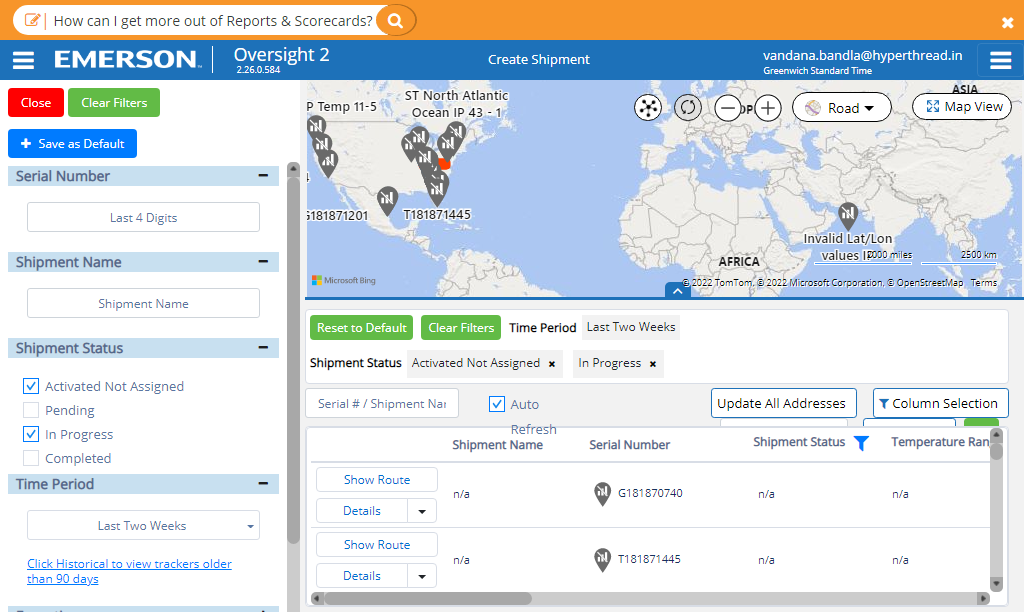 How can I get more out of Reports & Scorecards?
EMERSON
Oversight 2
2.26.0.584
Create Shipment
vandana.bandla@hyperthread.in
Greenwich Standard Time
Close
Clear Filters
Save as Default
Serial Number
Last 4 Digits
Shipment Name
Shipment Name
Shipment Status
Activated Not Assigned
Pending
In Progress
Completed
Time Period
Last Two Weeks
Click Historical to view trackers older
than 90 days
P Temp 11-5
ST North Atlantic
Ocean IP 43 - 1
ASIA
Road
Map View
181871201
T181871445
Invalid Lat/Lon
values
AFRICA
miles
2500 km
Microsoft Bing
© 2022 TomTom, © 2022 Microsoft Corporation, © OpenStreetMap Terms
Reset to Default
Clear Filters
Time Period
Last Two Weeks
Shipment Status
Activated Not Assigned ×
In Progress ×
Serial # / Shipment Nar
Auto
Refresh
Update All Addresses
Column Selection
Shipment Name
Serial Number
Shipment Status
Temperature Ran
Show Route
Details
n/a
G181870740
n/a
n/a
Show Route
Details
n/a
T181871445
n/a
n/a